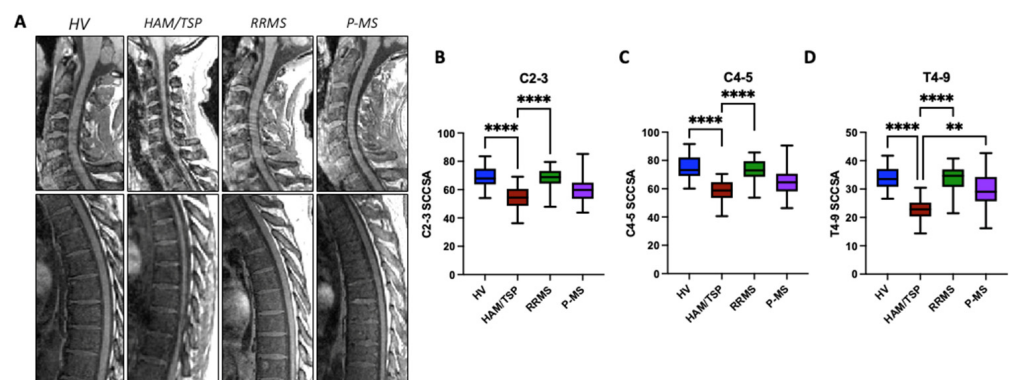 A
HV
HAM/TSP
RRMS
P-MS
B
C2-3
****
****
C2-3 SCCSA
100
80
60
40
20
0
HV
HAM/TSP
RRMS
P-MS
C
C4-5
****
****
C4-5 SCCSA
100
80
60
40
20
0
HV
HAM/TSP
RRMS
P-MS
D
T4-9
****
**** **
T4-9 SCCSA
50
40
30
20
10
0
HV
HAM/TSP
RRMS
P-MS